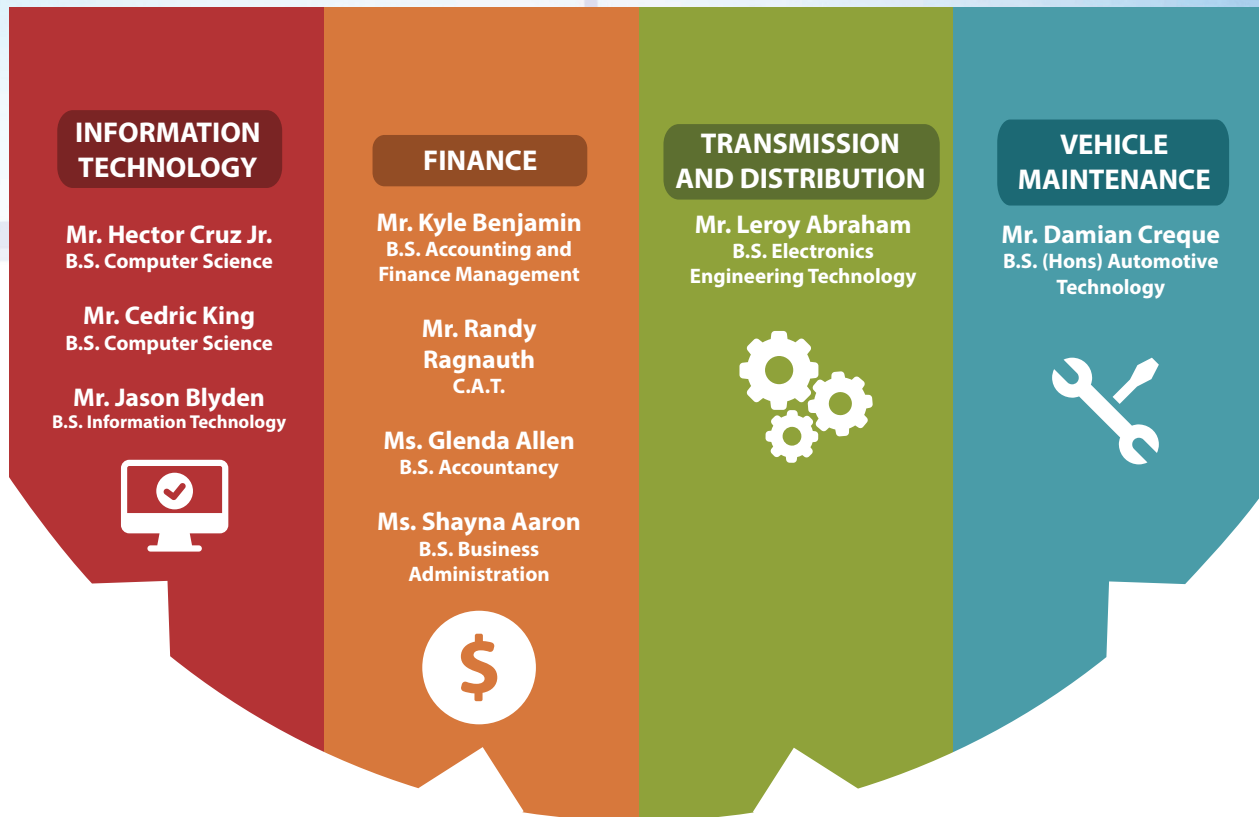 INFORMATION
TECHNOLOGY
Mr. Hector Cruz Jr.
B.S. Computer Science
Mr. Cedric King
B.S. Computer Science
Mr. Jason Blyden
B.S. Information Technology
FINANCE
Mr. Kyle Benjamin
B.S. Accounting and
Finance Management
Mr. Randy
Ragnauth
C.A.T.
Ms. Glenda Allen
B.S. Accountancy
Ms. Shayna Aaron
B.S. Business
Administration
$
TRANSMISSION
AND DISTRIBUTION
Mr. Leroy Abraham
B.S. Electronics
Engineering Technology
VEHICLE
MAINTENANCE
Mr. Damian Creque
B.S. (Hons) Automotive
Technology